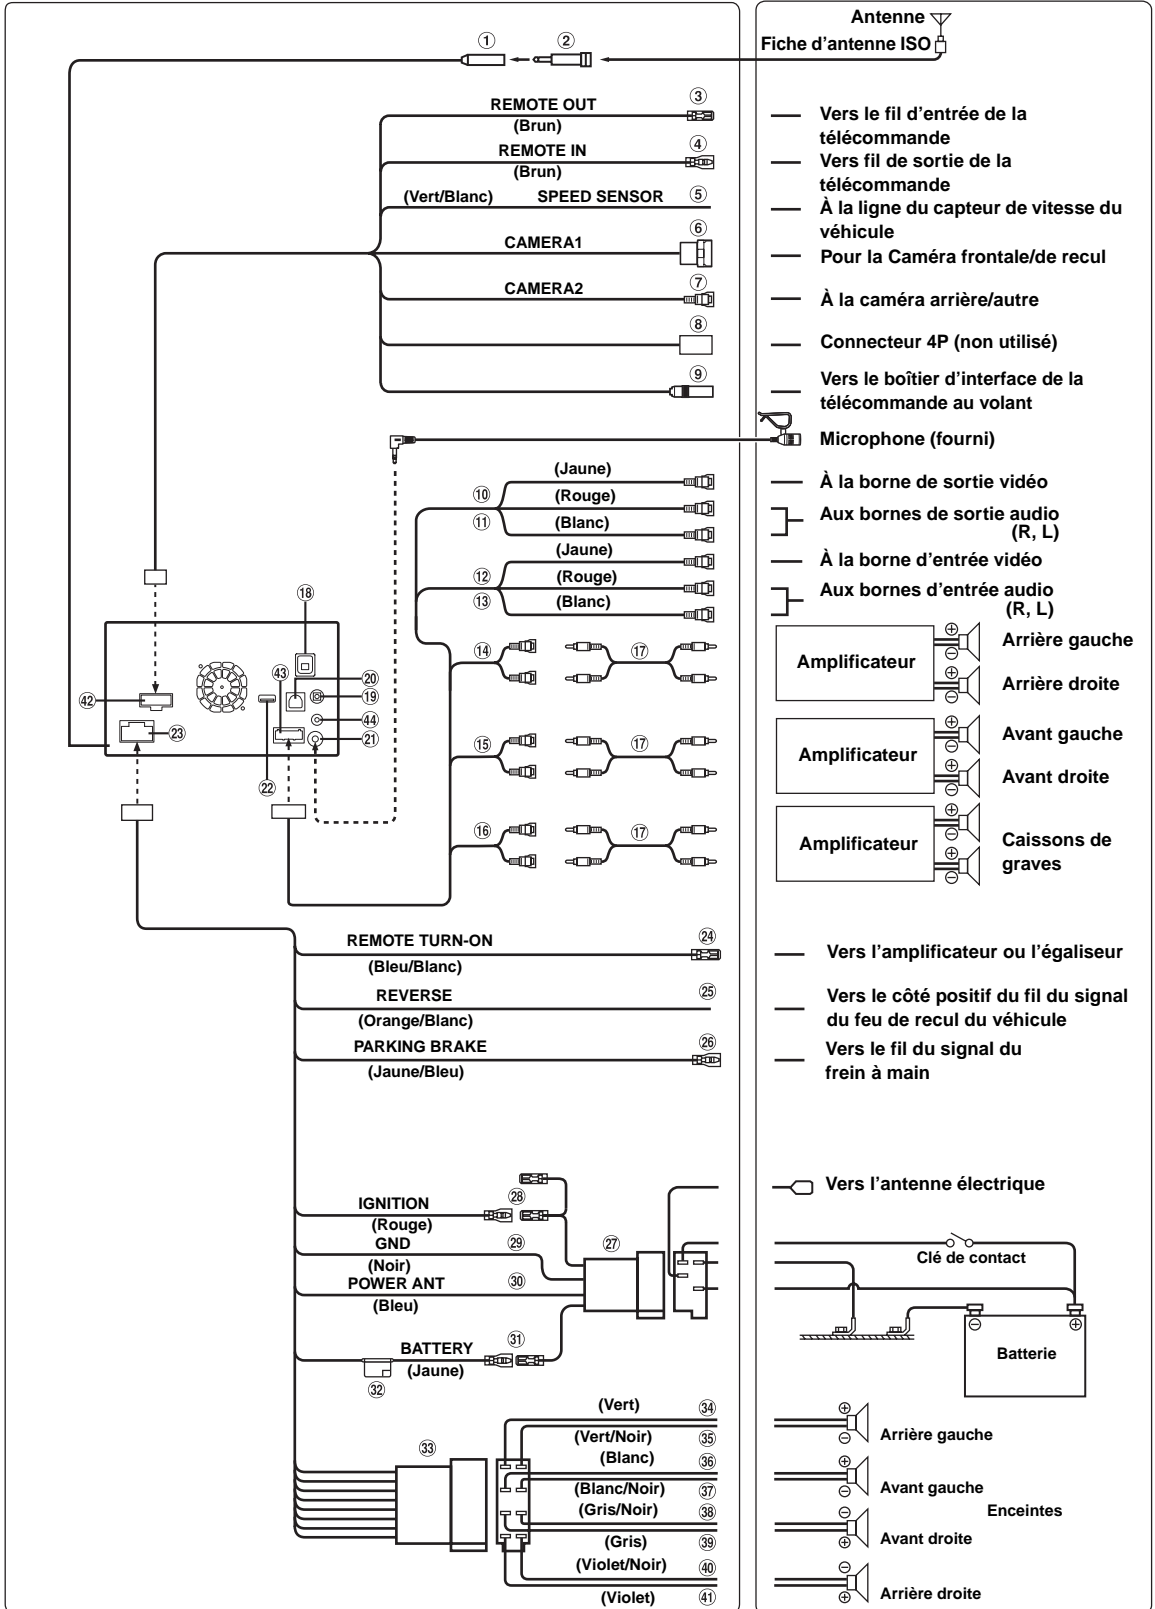 Antenne
Fiche d'antenne ISO
① ②
REMOTE OUT ③
(Brun)
Vers le fil d'entrée de la
télécommande
REMOTE IN ④
(Brun)
Vers fil de sortie de la
télécommande
(Vert/Blanc) SPEED SENSOR ⑤
À la ligne du capteur de vitesse du
véhicule
CAMERA1 ⑥
Pour la Caméra frontale/de recul
CAMERA2 ⑦
À la caméra arrière/autre
⑧
Connecteur 4P (non utilisé)
⑨
Vers le boîtier d'interface de la
télécommande au volant
Microphone (fourni)
(Jaune)
À la borne de sortie vidéo
⑩ (Rouge)
⑪ (Blanc)
Aux bornes de sortie audio
(R, L)
(Jaune)
À la borne d'entrée vidéo
⑫ (Rouge)
⑬ (Blanc)
Aux bornes d'entrée audio
(R, L)
⑱
⑳
⑲
㊸
㊹
㊷
㉓
㉑
㉒
⑭ ⑰
Amplificateur
⊕
⊖
Arrière gauche
⊕
⊖
Arrière droite
⑮ ⑰
Amplificateur
⊕
⊖
Avant gauche
⊕
⊖
Avant droite
⑯ ⑰
Amplificateur
⊕
⊖
⊕
⊖
Caissons de
graves
REMOTE TURN-ON ㉔
(Bleu/Blanc)
Vers l'amplificateur ou l'égaliseur
REVERSE ㉕
(Orange/Blanc)
Vers le côté positif du fil du signal
du feu de recul du véhicule
PARKING BRAKE ㉖
(Jaune/Bleu)
Vers le fil du signal du
frein à main
Vers l'antenne électrique
IGNITION ㉘
(Rouge)
GND ㉙ ㉗
(Noir)
POWER ANT ㉚
(Bleu)
Clé de contact
⊖ ⊕
Batterie
BATTERY ㉛
(Jaune)
㉜
㉝
(Vert) ㉞
(Vert/Noir) ㉟
⊕
⊖
Arrière gauche
(Blanc) ㊱
(Blanc/Noir) ㊲
⊕
⊖
Avant gauche
Enceintes
(Gris/Noir) ㊳
(Gris) ㊴
⊖
⊕
Avant droite
(Violet/Noir) ㊵
(Violet) ㊶
⊖
⊕
Arrière droite